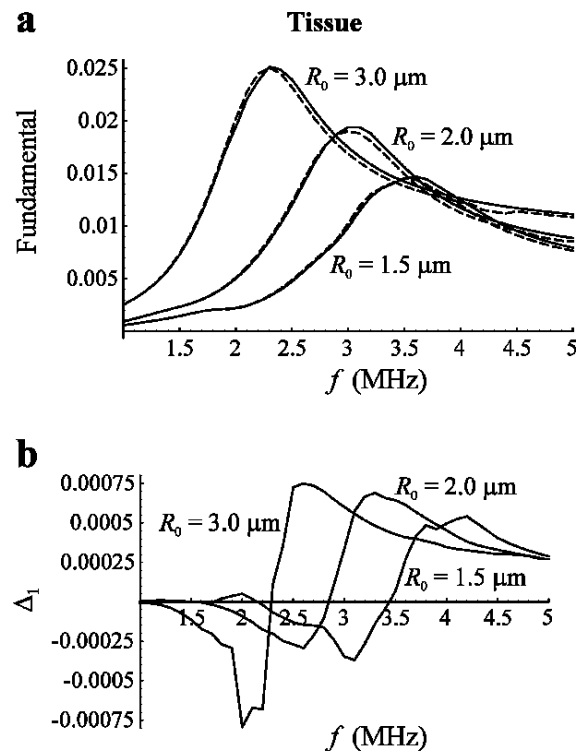 a
Tissue
Fundamental
0.025
0.02
0.015
0.01
0.005
R₀ = 3.0 μm
R₀ = 2.0 μm
R₀ = 1.5 μm
1.5 2 2.5 3 3.5 4 4.5 5
f (MHz)
b
Δ₁
0.00075
0.0005
0.00025
-0.00025
-0.0005
-0.00075
R₀ = 3.0 μm
R₀ = 2.0 μm
R₀ = 1.5 μm
1.5 2 2.5 3 3.5 4 4.5 5
f (MHz)